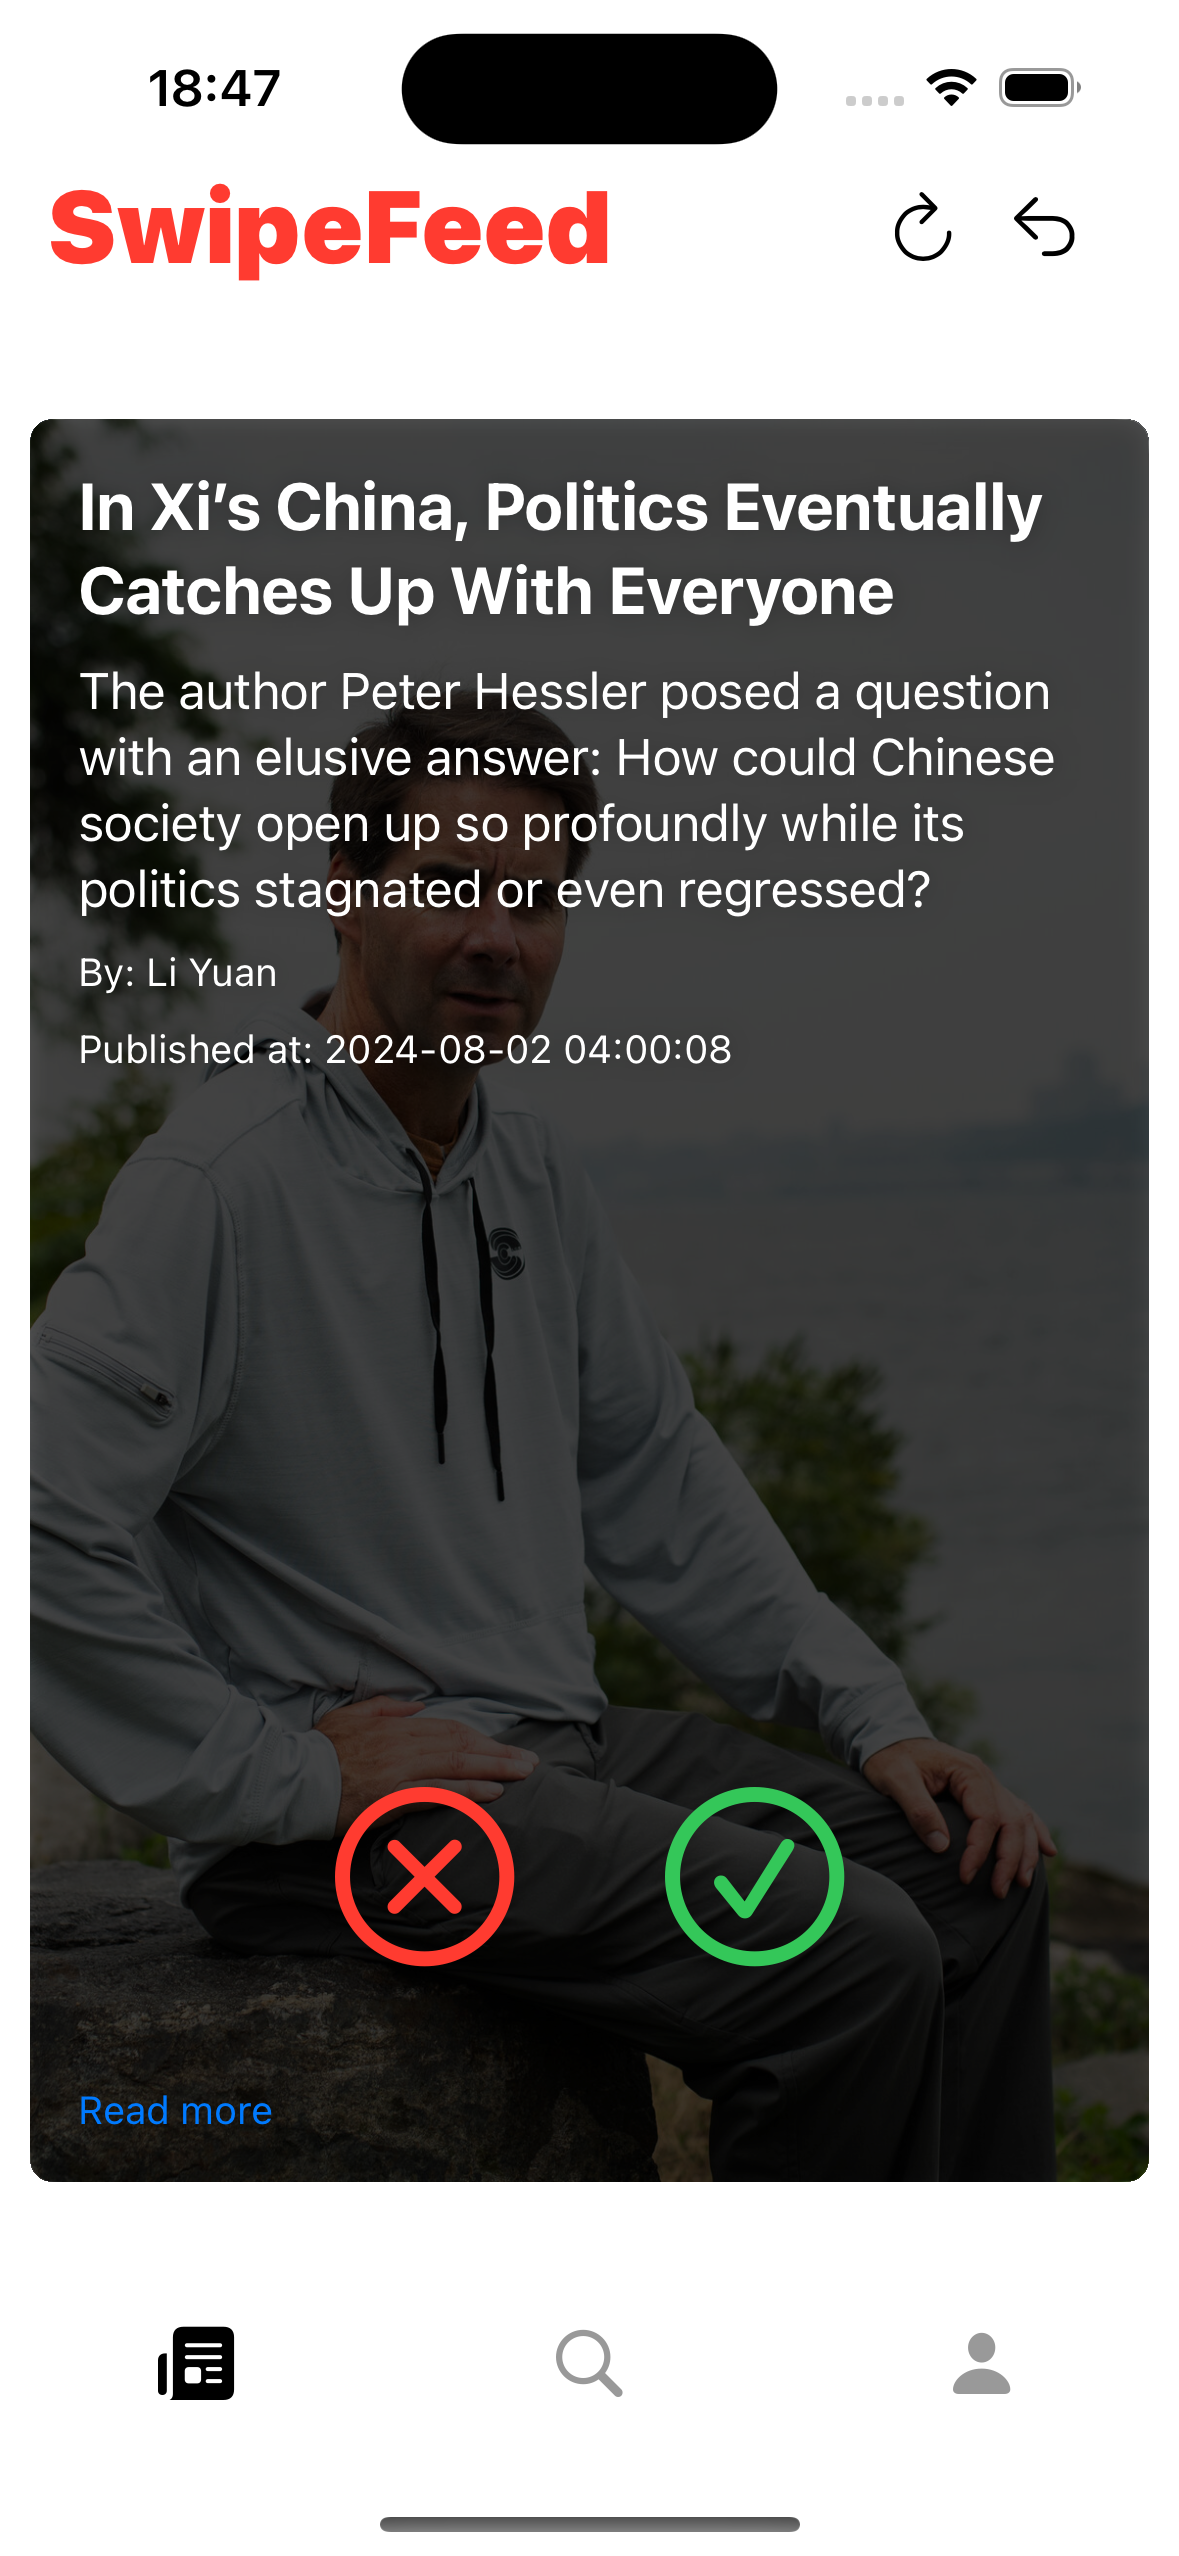 18:47
SwipeFeed
In Xi’s China, Politics Eventually
Catches Up With Everyone
The author Peter Hessler posed a question
with an elusive answer: How could Chinese
society open up so profoundly while its
politics stagnated or even regressed?
By: Li Yuan
Published at: 2024-08-02 04:00:08
Read more